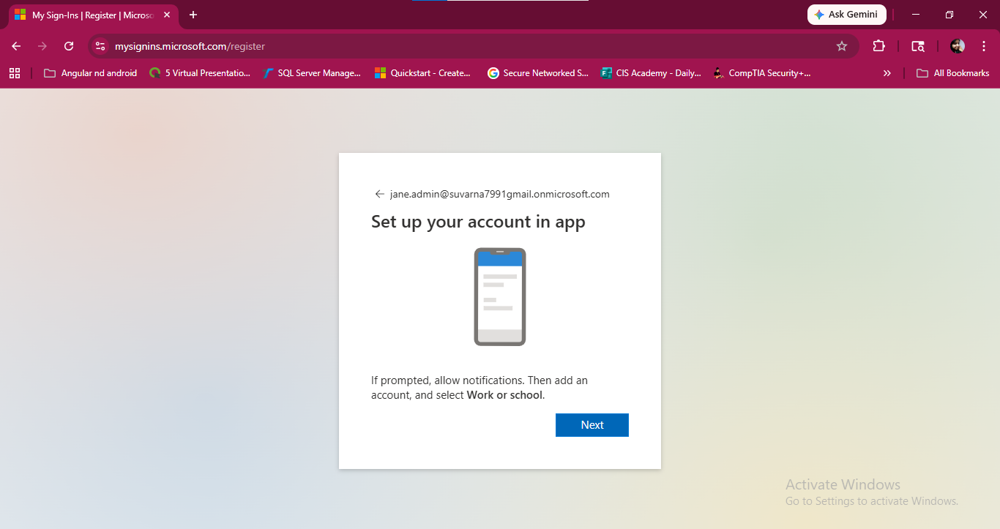 My Sign-Ins | Register | Microso
Ask Gemini
mysignins.microsoft.com/register
Angular nd android
5 Virtual Presentatio...
SQL Server Manage...
Quickstart - Create...
Secure Networked S...
CIS Academy - Daily...
CompTIA Security+...
All Bookmarks
jane.admin@suvarna7991gmail.onmicrosoft.com
Set up your account in app
If prompted, allow notifications. Then add an
account, and select Work or school.
Next
Activate Windows
Go to Settings to activate Windows.